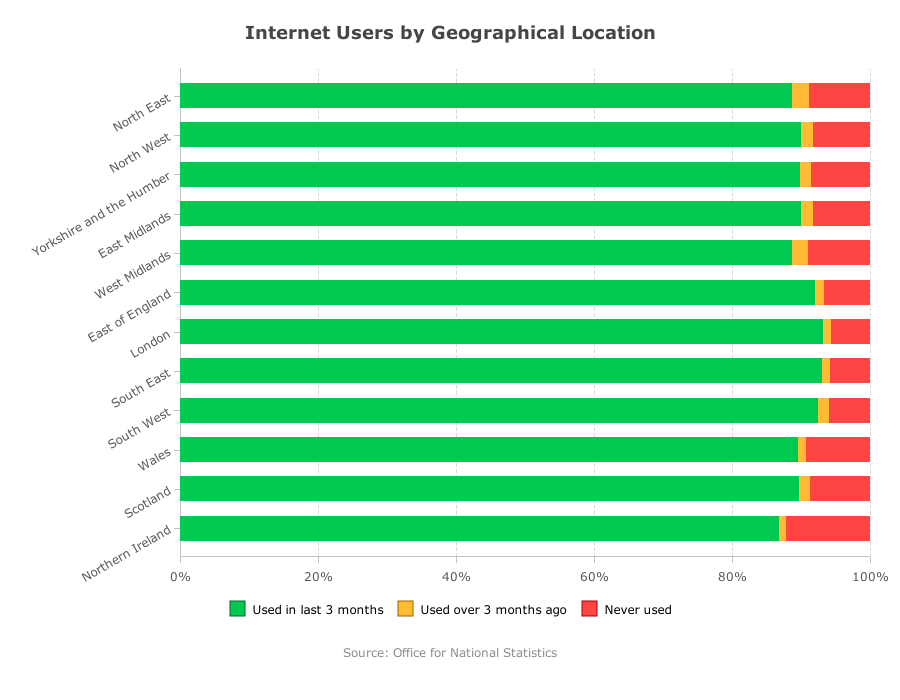 Internet Users by Geographical Location
North East
North West
Yorkshire and the Humber
East Midlands
West Midlands
East of England
London
South East
South West
Wales
Scotland
Northern Ireland
0% 20% 40% 60% 80% 100%
Used in last 3 months Used over 3 months ago Never used
Source: Office for National Statistics